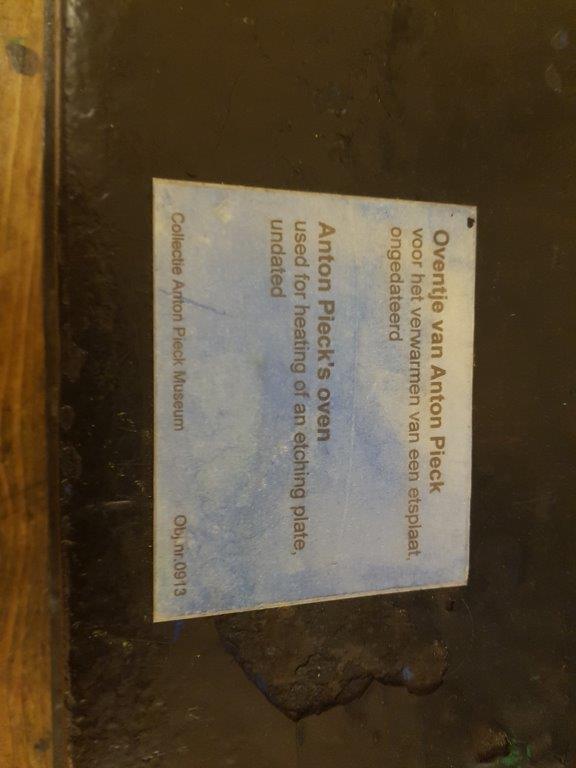 Oventje van Anton Pieck
voor het verwarmen van een etsplaat,
ongedateerd
Anton Pieck's oven
used for heating of an etching plate,
undated
Collectie Anton Pieck Museum Obj.nr.0913